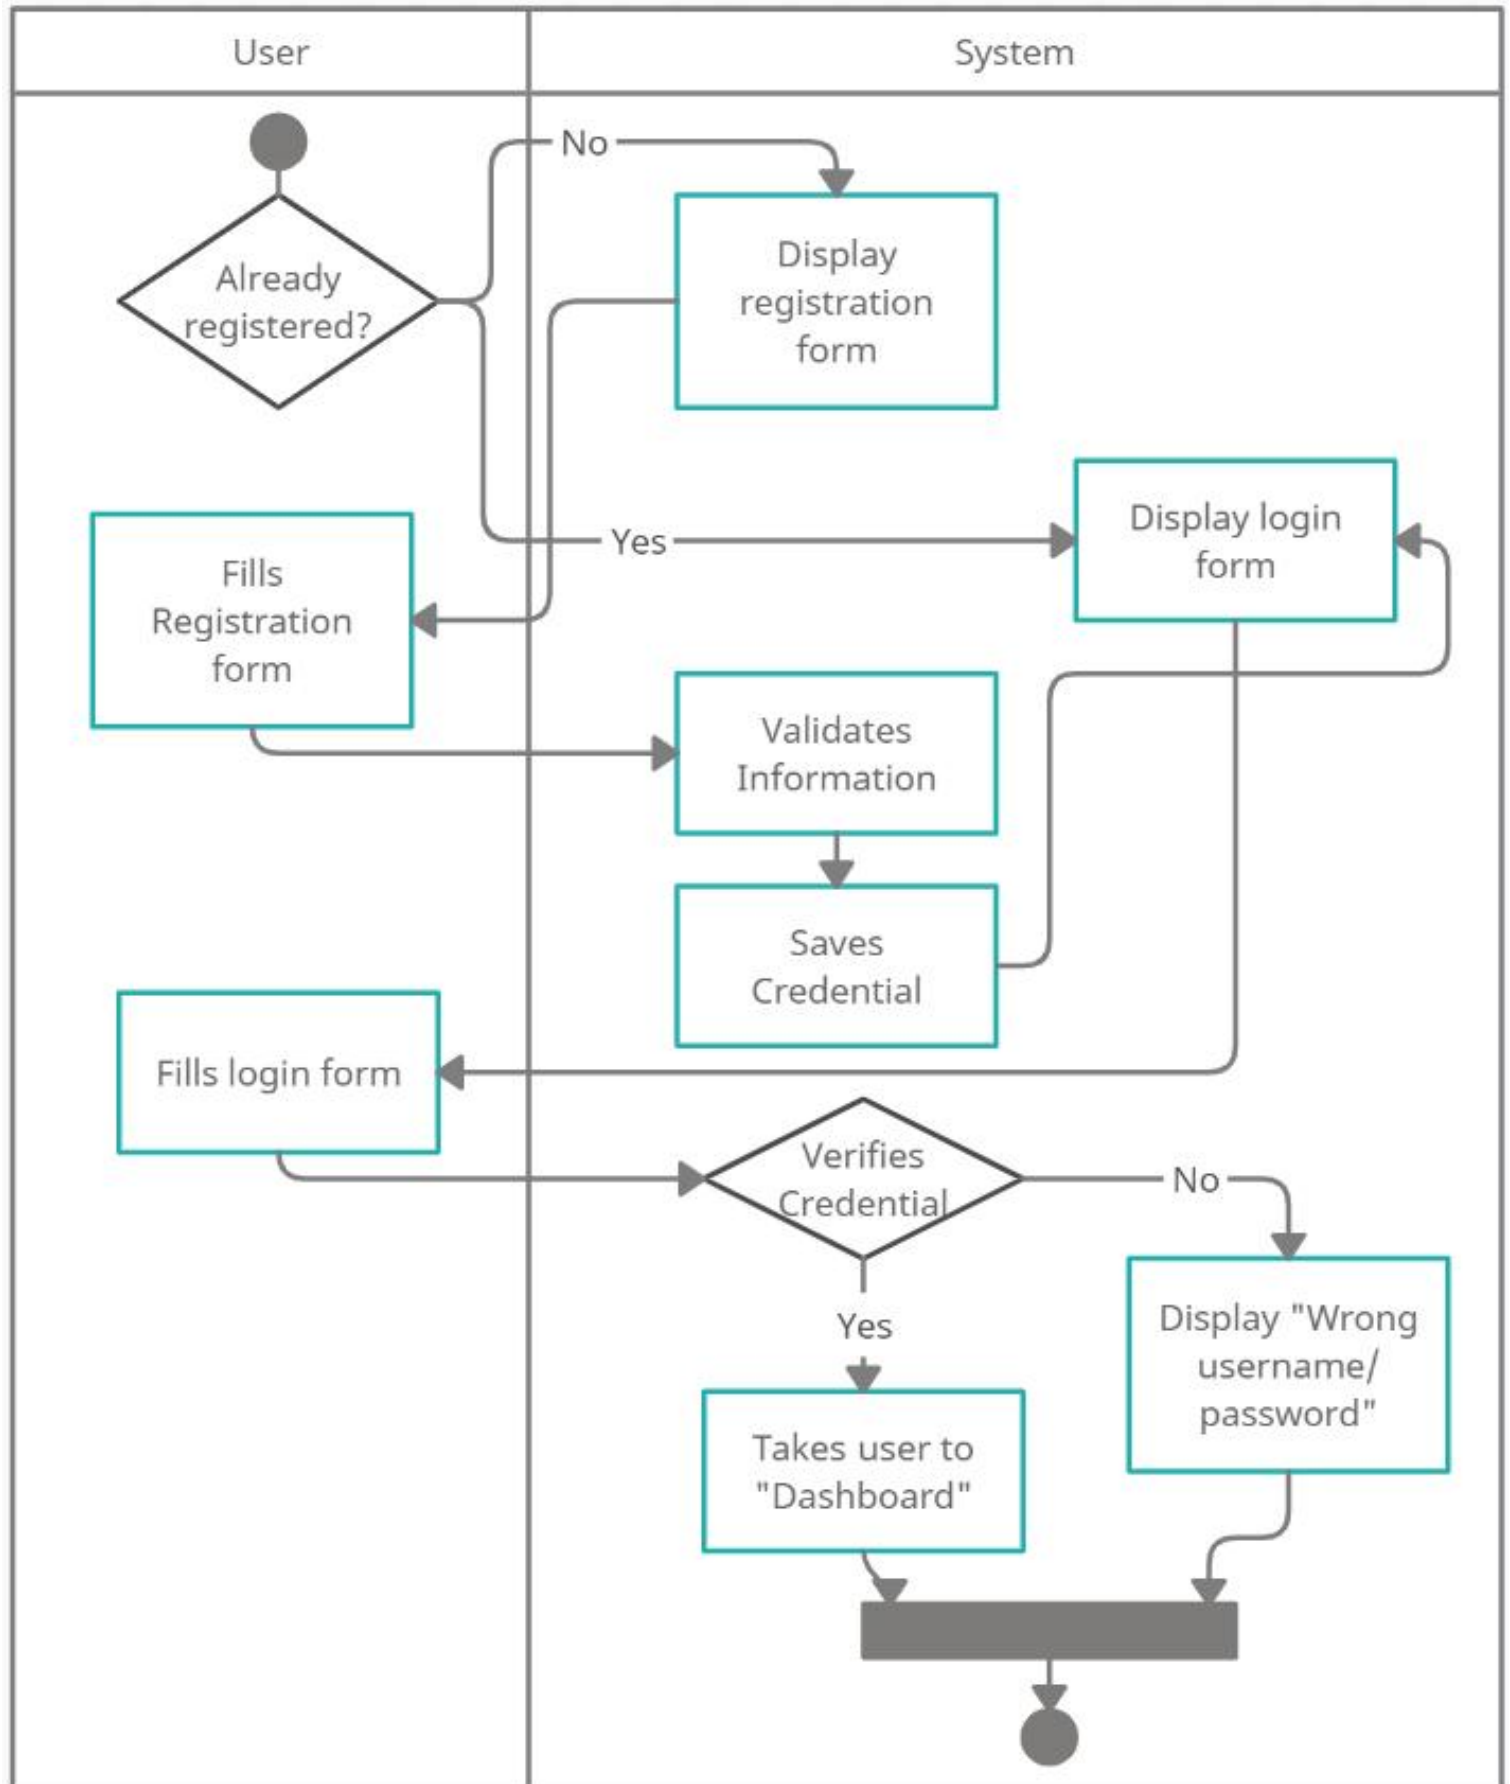 User
System
No
Already
registered?
Display
registration
form
Display login
form
Yes
Fills
Registration
form
Validates
Information
Saves
Credential
Fills login form
Verifies
Credential
No
Yes
Display "Wrong
username/
password"
Takes user to
"Dashboard"